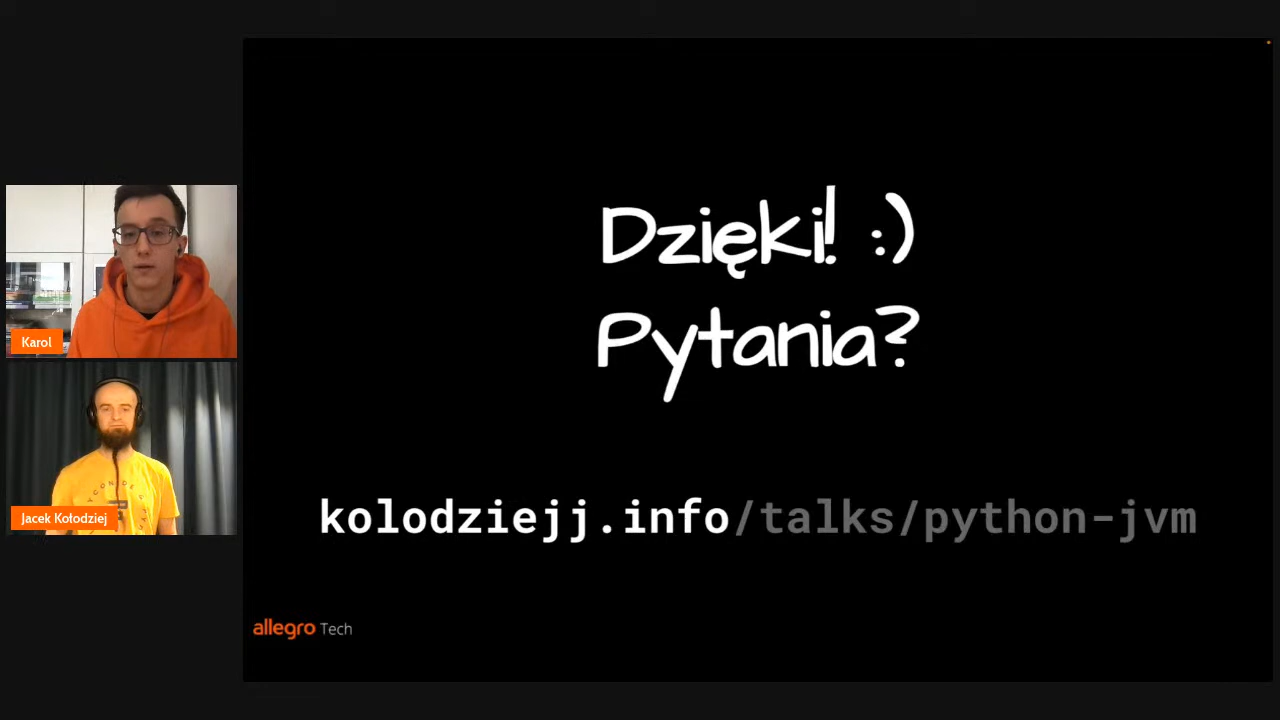 Karol
Jacek Kołodziej
Dzięki! :)
Pytania?
kolodziejj.info/talks/python-jvm
allegro Tech